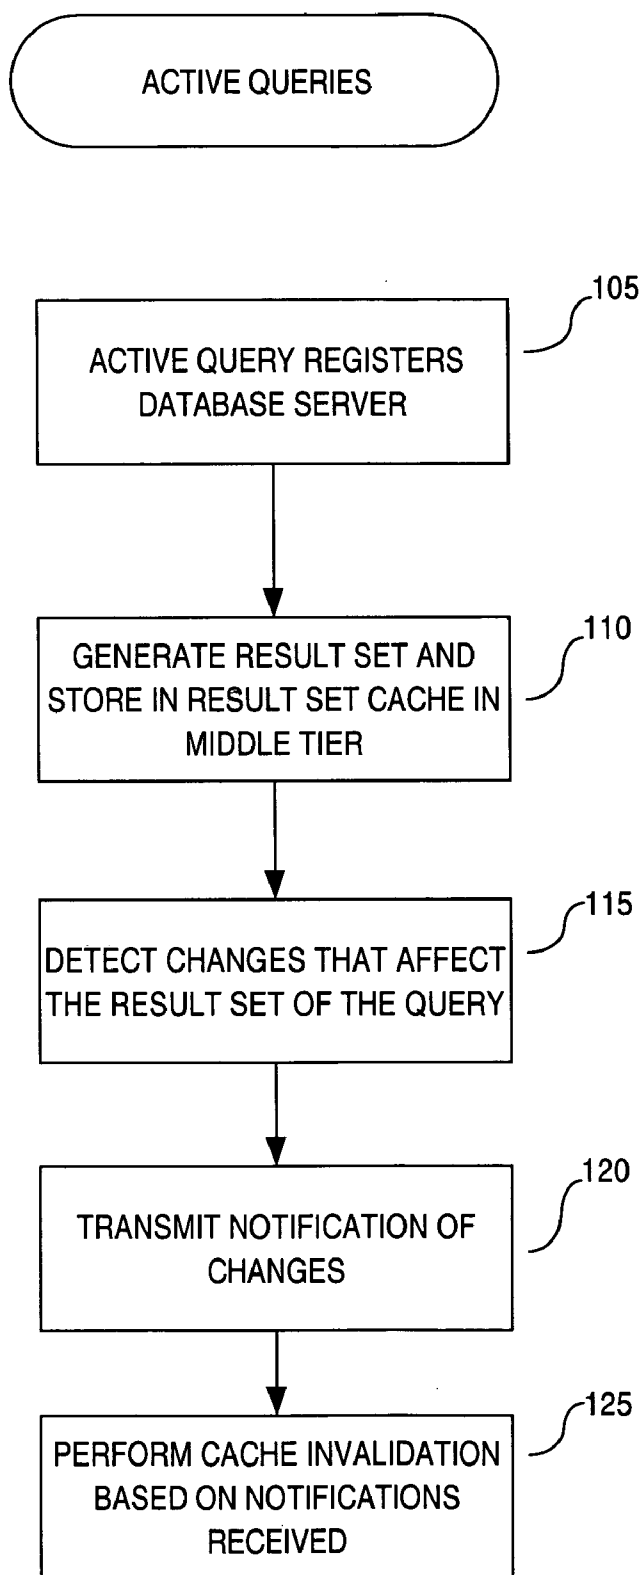 ACTIVE QUERIES
105
ACTIVE QUERY REGISTERS
DATABASE SERVER
110
GENERATE RESULT SET AND
STORE IN RESULT SET CACHE IN
MIDDLE TIER
115
DETECT CHANGES THAT AFFECT
THE RESULT SET OF THE QUERY
120
TRANSMIT NOTIFICATION OF
CHANGES
125
PERFORM CACHE INVALIDATION
BASED ON NOTIFICATIONS
RECEIVED